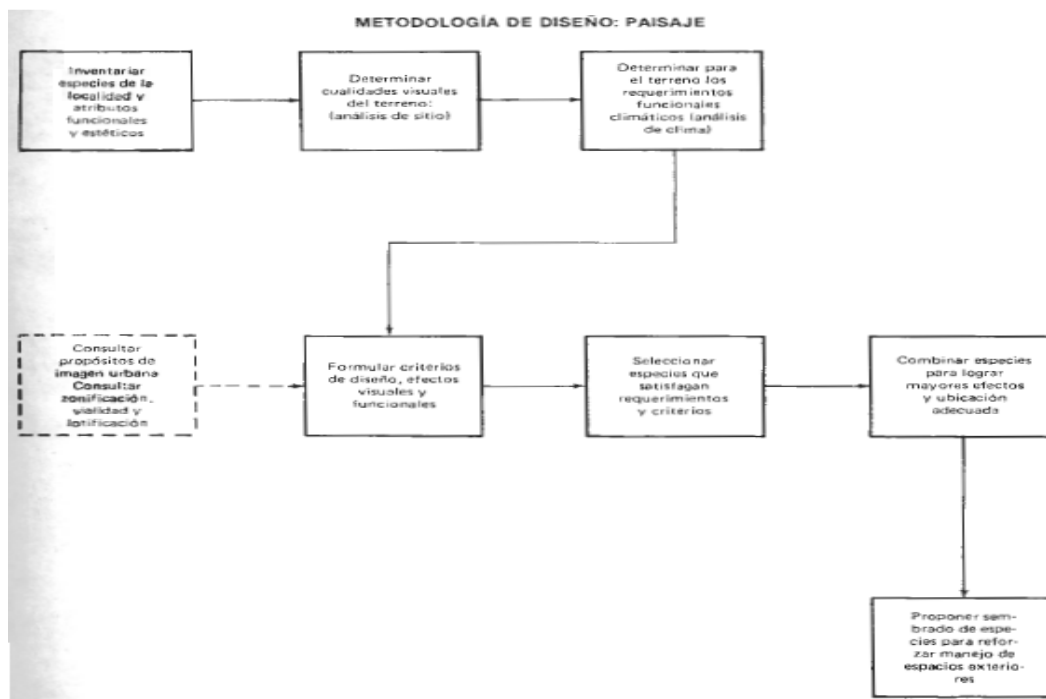 METODOLOGÍA DE DISEÑO: PAISAJE
Inventariar
especies de la
localidad y
atributos
funcionales
y estéticos
Determinar
cualidades visuales
del terreno:
(análisis de sitio)
Determinar para
el terreno los
requerimientos
funcionales
climáticos (análisis
de clima)
Consultar
propósitos de
imagen urbana
Consultar
zonificación,
vialidad y
lotificación
Formular criterios
de diseño, efectos
visuales y
funcionales
Seleccionar
especies que
satisfagan
requerimientos
y criterios
Combinar especies
para lograr
mayores efectos
y ubicación
adecuada
Proponer sem-
brado de espe-
cies para refor-
zar manejo de
espacios exterio-
res